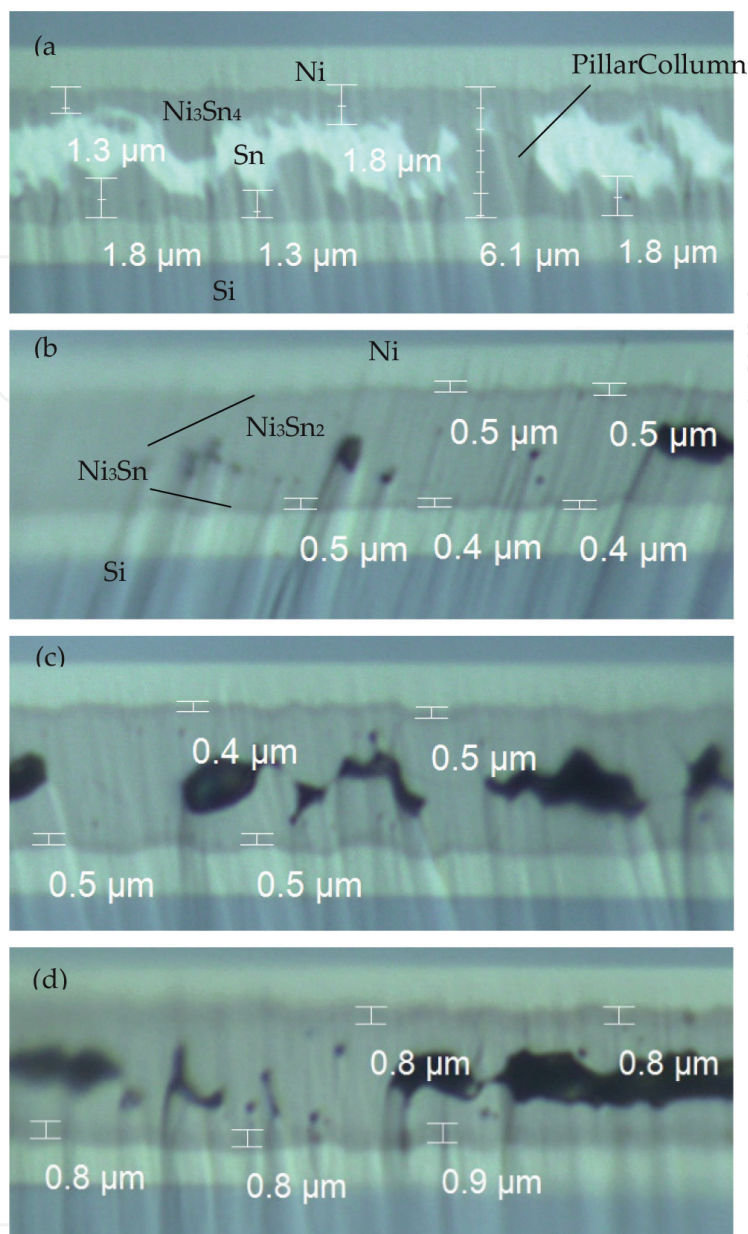 (a
Ni
PillarCollumn
Ni₃Sn₄
1.3 µm
Sn
1.8 µm
1.8 µm
1.3 µm
6.1 µm
1.8 µm
Si
(b
Ni
Ni₃Sn₂
0.5 µm
0.5 µm
Ni₃Sn
0.5 µm
0.4 µm
0.4 µm
Si
(c)
0.4 µm
0.5 µm
0.5 µm
0.5 µm
(d)
0.8 µm
0.8 µm
0.8 µm
0.8 µm
0.9 µm